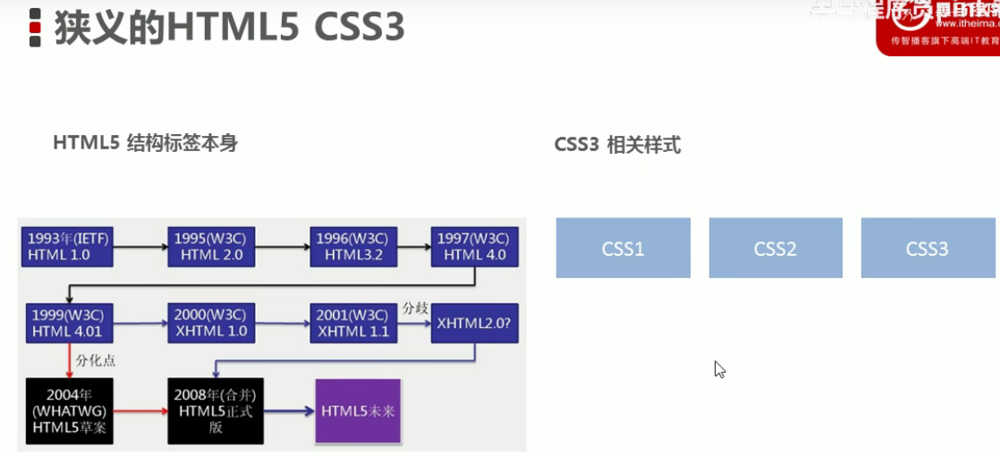 狭义的HTML5 CSS3
www.itheima.c
传智播客旗下高端IT教育
HTML5 结构标签本身
CSS3 相关样式
1993年(IETF)
HTML 1.0
1995(W3C)
HTML 2.0
1996(W3C)
HTML3.2
1997(W3C)
HTML 4.0
1999(W3C)
HTML 4.01
2000(W3C)
XHTML 1.0
2001(W3C)
XHTML 1.1
分歧
XHTML2.0?
分化点
2004年
(WHATWG)
HTML5草案
2008年(合并)
HTML5正式
版
HTML5未来
CSS1
CSS2
CSS3